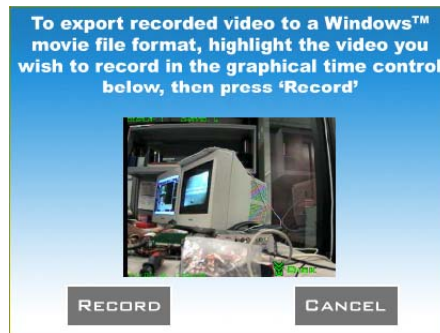 To export recorded video to a Windows™
movie file format, highlight the video you
wish to record in the graphical time control
below, then press ‘Record’
RECORD
CANCEL